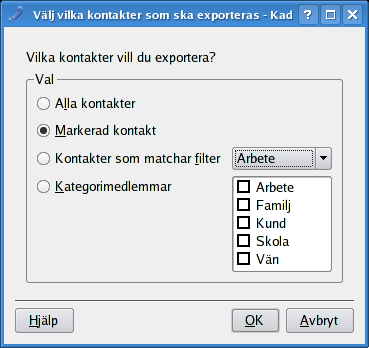 Välj vilka kontakter som ska exporteras - Kad
Vilka kontakter vill du exportera?
Val
Alla kontakter
Markerad kontakt
Kontakter som matchar filter Arbete
Kategorimedlemmar
Arbete
Familj
Kund
Skola
Vän
Hjälp OK Avbryt